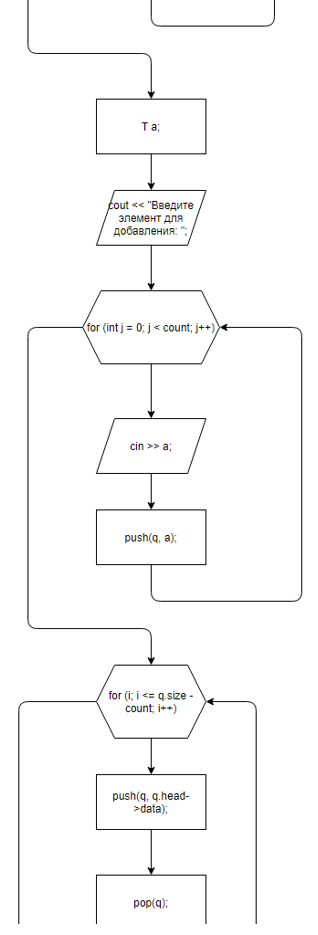 T a;
cout << "Введите
элемент для
добавления: ";
for (int j = 0; j < count; j++)
cin >> a;
push(q, a);
for (i; i <= q.size -
count; i++)
push(q, q.head-
>data);
pop(q);